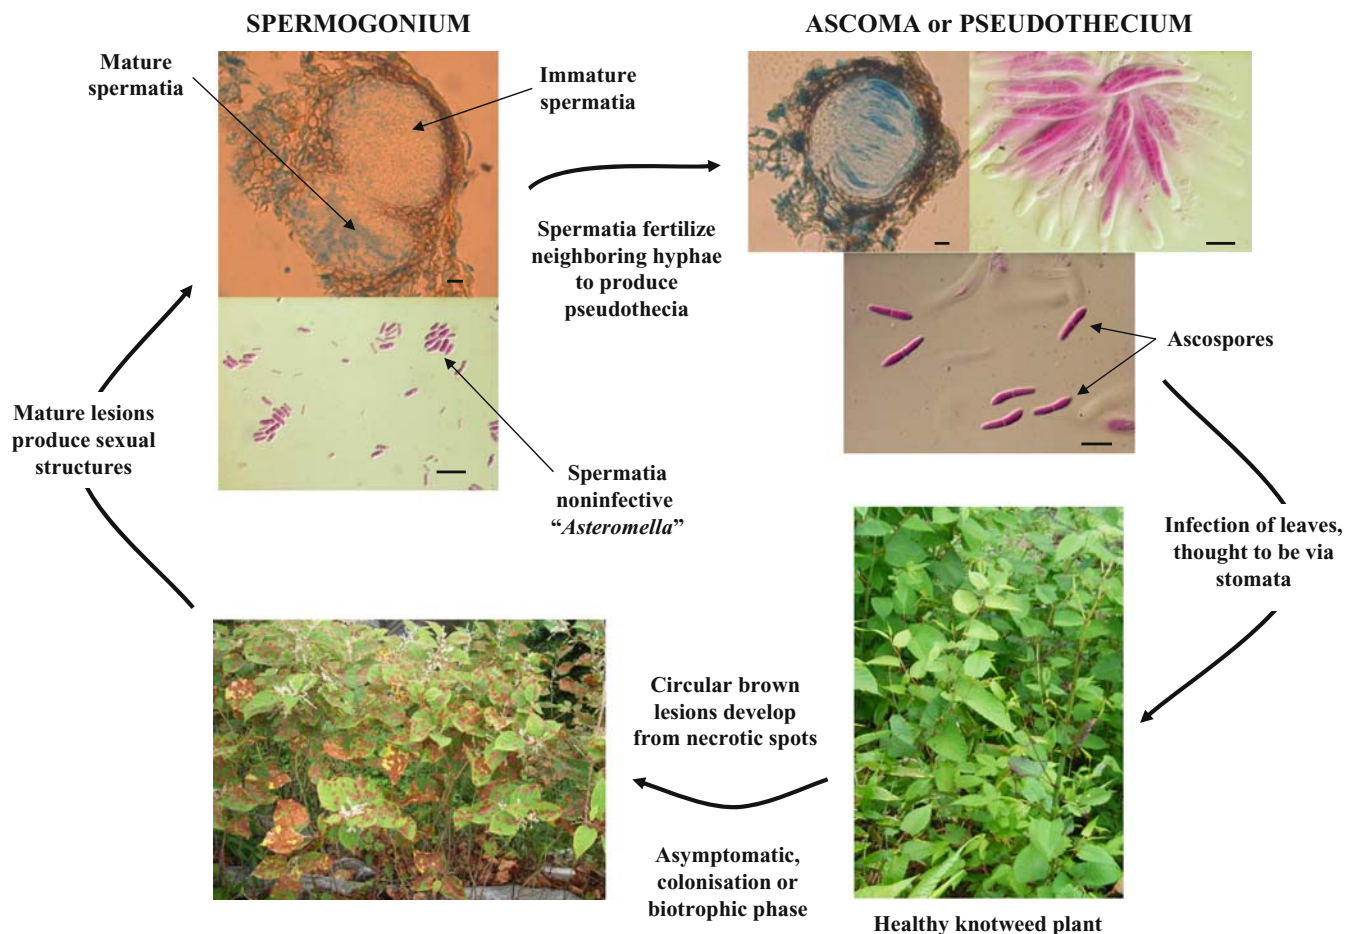 SPERMOGONIUM
ASCOMA or PSEUDOTHECIUM
Mature
spermatia
Immature
spermatia
Spermatia fertilize
neighboring hyphae
to produce
pseudothecia
Ascospores
Mature lesions
produce sexual
structures
Spermatia
noninfective
“Asteromella”
Infection of leaves,
thought to be via
stomata
Circular brown
lesions develop
from necrotic spots
Asymptomatic,
colonisation or
biotrophic phase
Healthy knotweed plant